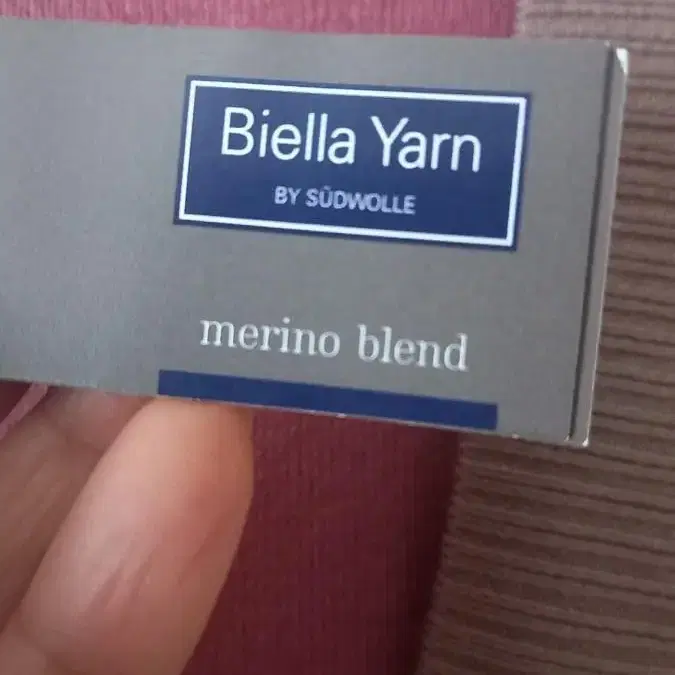 Biella Yarn
BY SÜDWOLLE
merino blend